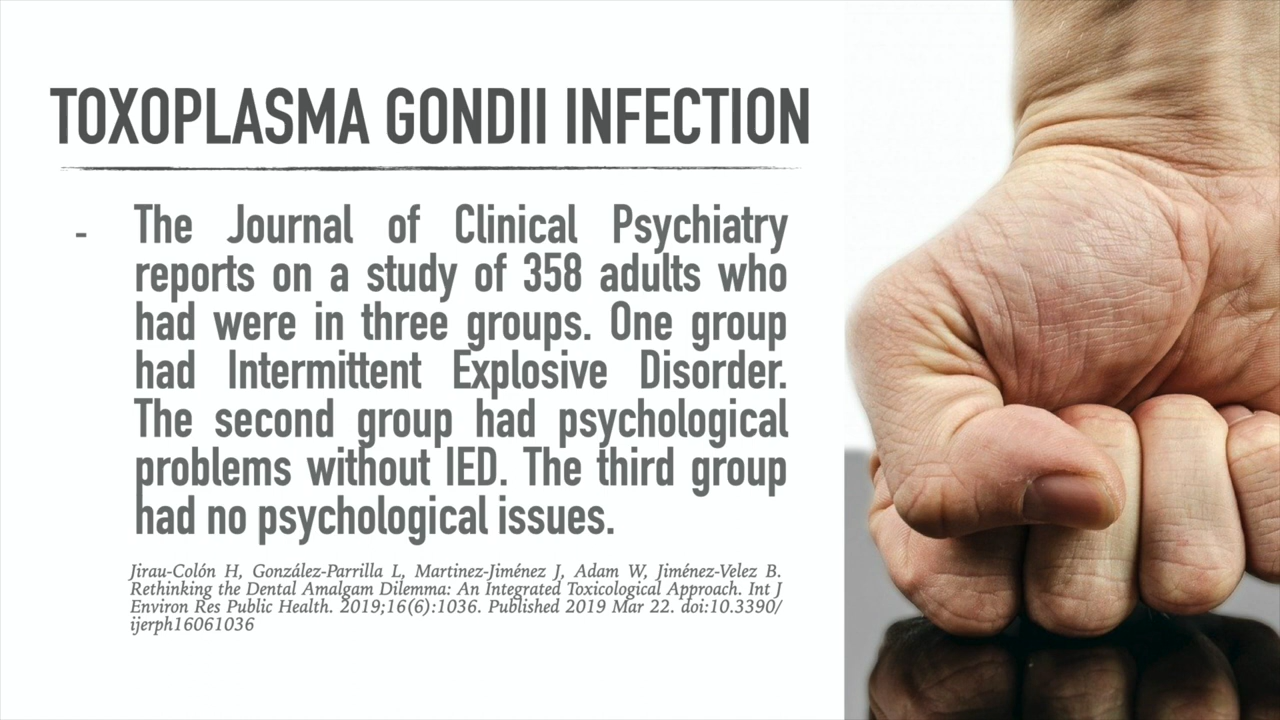 TOXOPLASMA GONDII INFECTION
- The Journal of Clinical Psychiatry
reports on a study of 358 adults who
had were in three groups. One group
had Intermittent Explosive Disorder.
The second group had psychological
problems without IED. The third group
had no psychological issues.
Jirau-Colón H, González-Parrilla L, Martinez-Jiménez J, Adam W, Jiménez-Velez B.
Rethinking the Dental Amalgam Dilemma: An Integrated Toxicological Approach. Int J
Environ Res Public Health. 2019;16(6):1036. Published 2019 Mar 22. doi:10.3390/
ijerph16061036